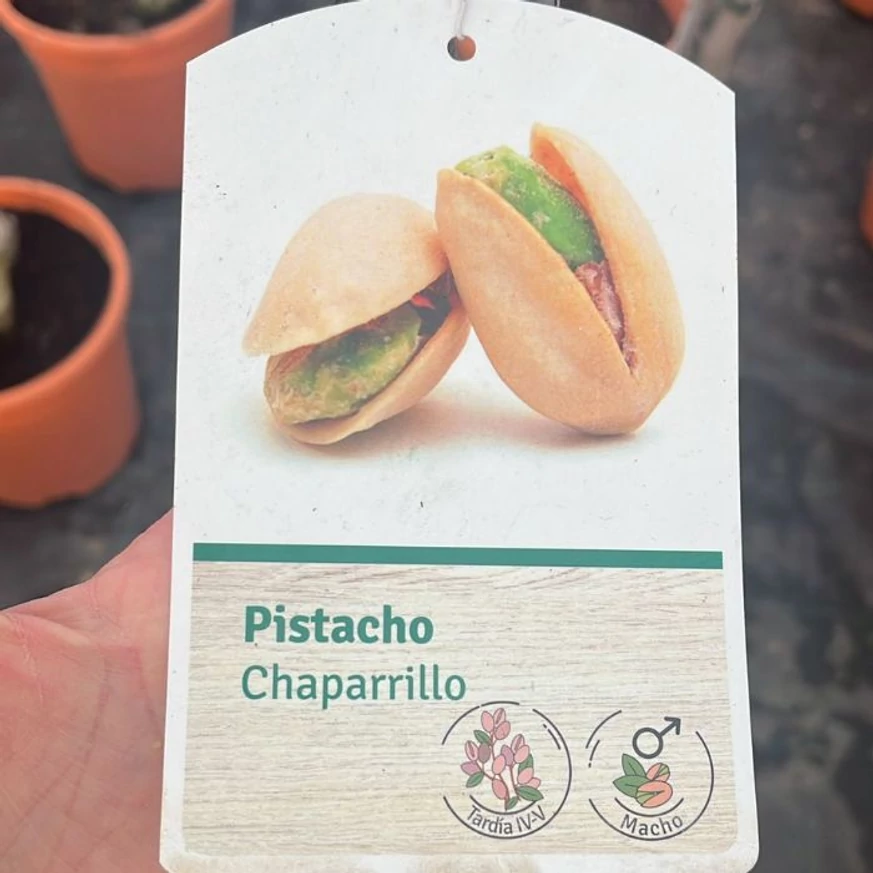 Pistacho
Chaparrillo
Tardía IV-V
Macho